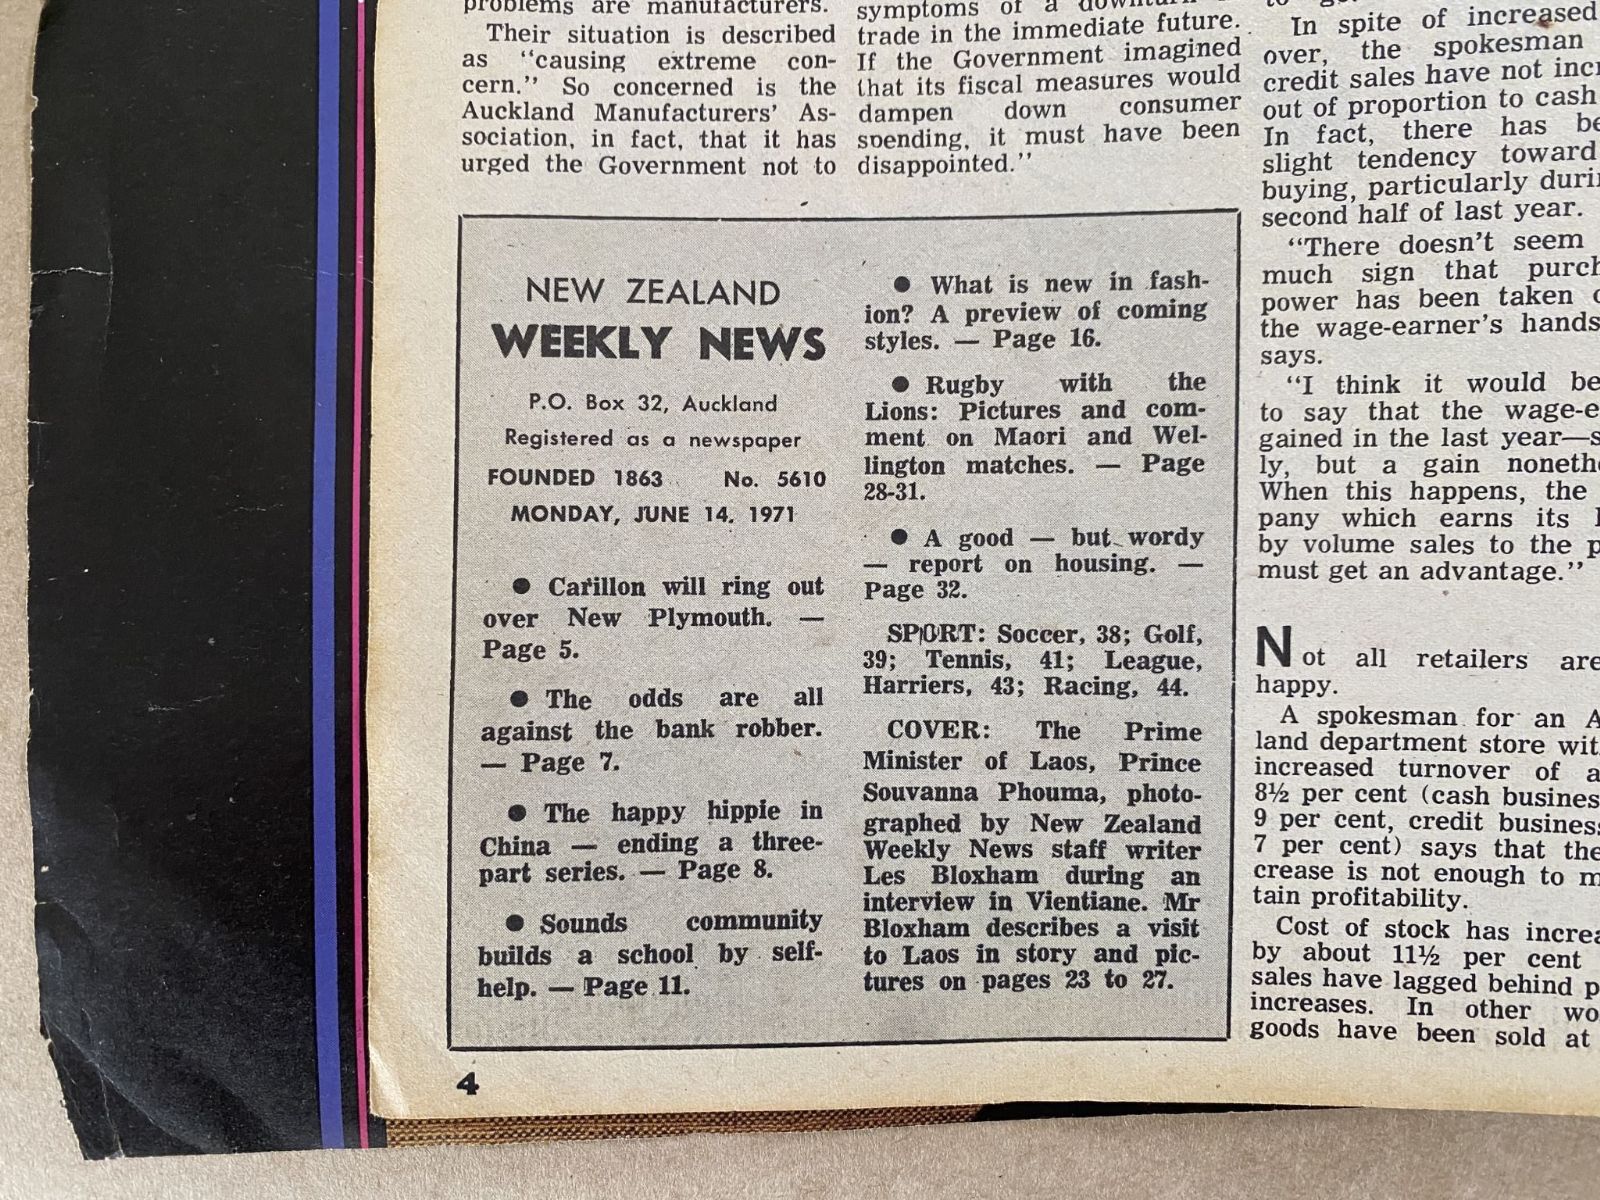 problems are manufacturers.
Their situation is described
as "causing extreme con-
cern." So concerned is the
Auckland Manufacturers' As-
sociation, in fact, that it has
urged the Government not to
symptoms of a downturn
trade in the immediate future.
If the Government imagined
that its fiscal measures would
dampen down consumer
spending, it must have been
disappointed."
In spite of increased
over, the spokesman
credit sales have not
out of proportion to cash
In fact, there has
slight tendency toward
buying, particularly
second half of last year.
"There doesn't seem
much sign that
power has been taken
the wage-earner's hands
says.
"I think it would be
to say that the
gained in the last year—
ly, but a gain
When this happens, the
pany which earns its
by volume sales to the
must get an advantage."
Not all retailers are
happy.
A spokesman for an
land department store
increased turnover of a
8½ per cent (cash
9 per cent, credit
7 per cent) says that the
crease is not enough to
tain profitability.
Cost of stock has
by about 11½ per cent
sales have lagged behind
increases. In other
goods have been sold at
NEW ZEALAND
WEEKLY NEWS
P.O. Box 32, Auckland
Registered as a newspaper
FOUNDED 1863 No. 5610
MONDAY, JUNE 14, 1971
● Carillon will ring out
over New Plymouth. —
Page 5.
● The odds are all
against the bank robber.
— Page 7.
● The happy hippie in
China — ending a three-
part series. — Page 8.
● Sounds community
builds a school by self-
help. — Page 11.
● What is new in fash-
ion? A preview of coming
styles. — Page 16.
● Rugby with the
Lions: Pictures and com-
ment on Maori and Wel-
lington matches. — Page
28-31.
● A good — but wordy
— report on housing. —
Page 32.
SPORT: Soccer, 38; Golf,
39; Tennis, 41; League,
Harriers, 43; Racing, 44.
COVER: The Prime
Minister of Laos, Prince
Souvanna Phouma, photo-
graphed by New Zealand
Weekly News staff writer
Les Bloxham during an
interview in Vientiane. Mr
Bloxham describes a visit
to Laos in story and pic-
tures on pages 23 to 27.
4